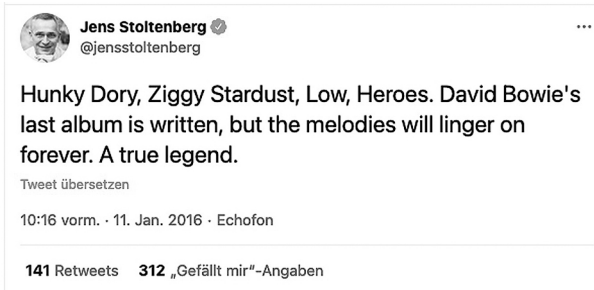 Jens Stoltenberg
@jensstoltenberg
Hunky Dory, Ziggy Stardust, Low, Heroes. David Bowie's
last album is written, but the melodies will linger on
forever. A true legend.
Tweet übersetzen
10:16 vorm. · 11. Jan. 2016 · Echofon
141 Retweets 312 „Gefällt mir“-Angaben